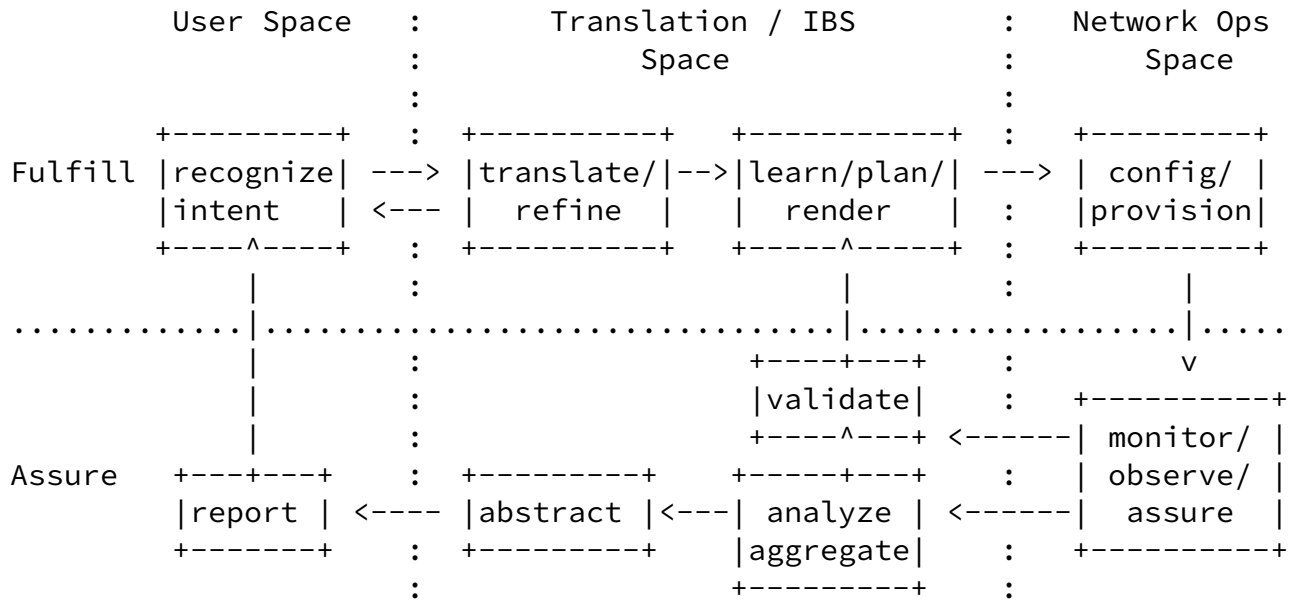 User Space   :       Translation / IBS        :   Network Ops
                      :            Space               :       Space
                      :                                :
        +---------+   :  +----------+   +-----------+  :   +---------+
Fulfill |recognize| ---> |translate/|-->|learn/plan/| ---> | config/ |
        |intent   | <--- |  refine  |   |  render   |  :   |provision|
        +----^----+   :  +----------+   +-----^-----+  :   +---------+
             |        :                       |        :        |
.............|................................|..................|.....
             |        :                  +----+---+    :        v
             |        :                  |validate|    :   +----------+
             |        :                  +----^---+ <------| monitor/ |
Assure   +---+---+    :  +---------+    +-----+---+    :   | observe/ |
         |report | <---- |abstract |<---| analyze | <------|  assure  |
         +-------+    :  +---------+    |aggregate|    :   +----------+
                      :                 +---------+    :